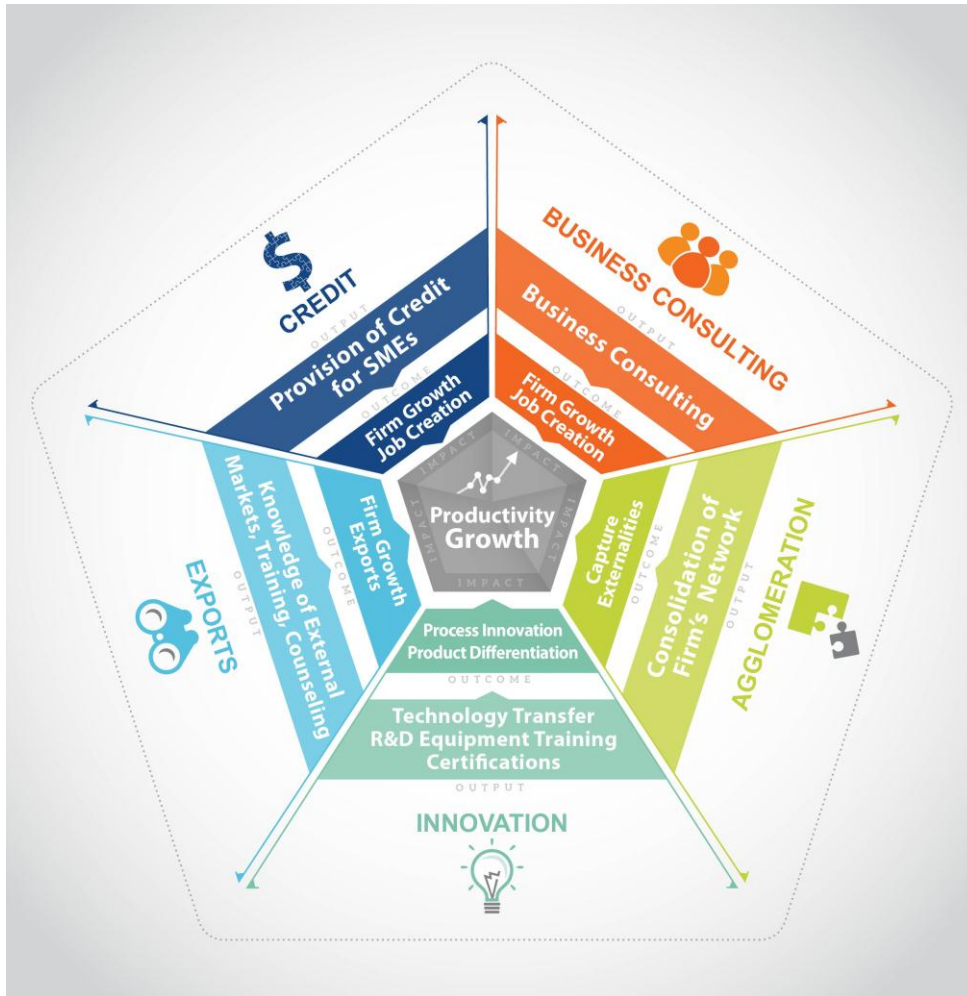 CREDIT
OUTPUT
Provision of Credit
for SMEs
OUTCOME
Firm Growth
Job Creation
BUSINESS CONSULTING
OUTPUT
Business Consulting
OUTCOME
Firm Growth
Job Creation
IMPACT
IMPACT
IMPACT
IMPACT
IMPACT
Productivity
Growth
EXPORTS
OUTPUT
Knowledge of External
Markets, Training, Counseling
OUTCOME
Firm Growth
Exports
Capture
Externalities
OUTCOME
Consolidation of
Firm's Network
OUTPUT
AGGLOMERATION
Process Innovation
Product Differentiation
OUTCOME
Technology Transfer
R&D Equipment Training
Certifications
OUTPUT
INNOVATION